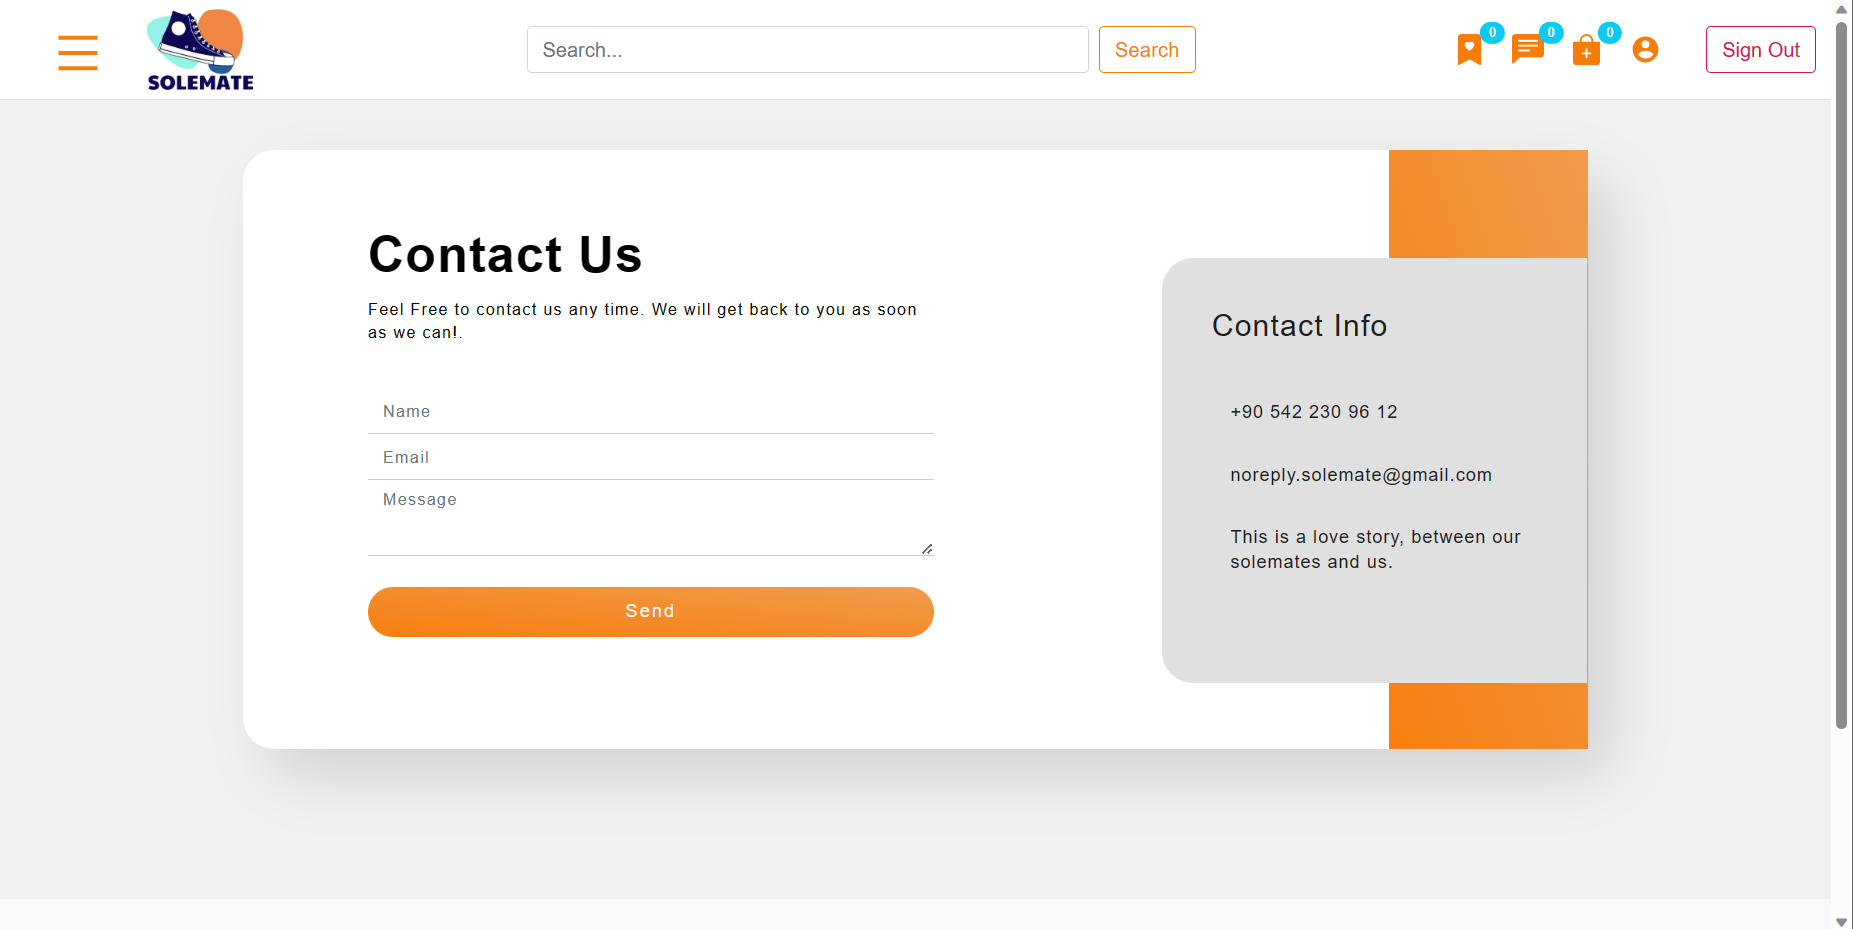 SOLEMATE
Search...
Search
0
0
0
Sign Out
Contact Us
Feel Free to contact us any time. We will get back to you as soon
as we can!.
Name
Email
Message
Send
Contact Info
+90 542 230 96 12
noreply.solemate@gmail.com
This is a love story, between our
solemates and us.